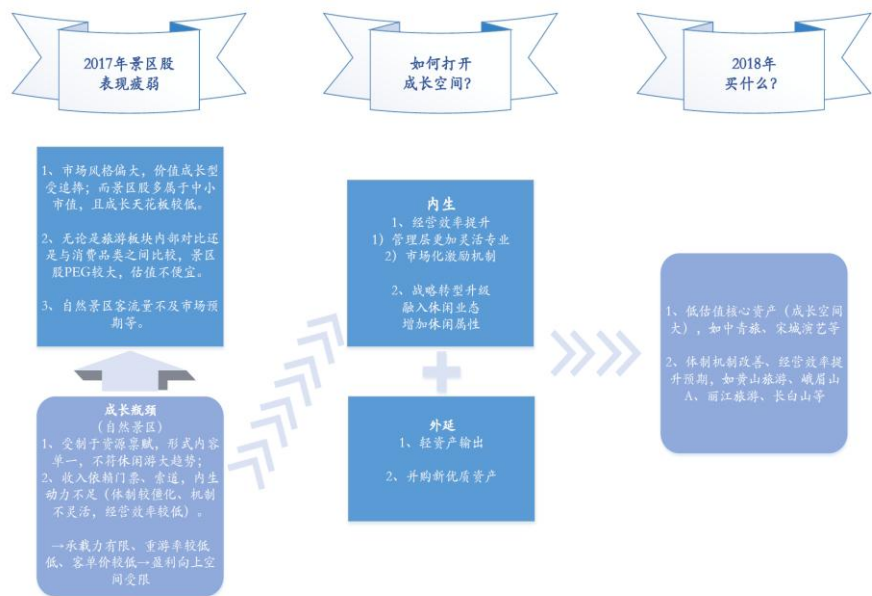 2017年景区股
表现疲弱
1、市场风格偏大，价值成长型
受追捧；而景区股多属于中小
市值，且成长天花板较低。
2、无论是旅游板块内部对比还
是与消费品类之间比较，景区
股PEG较大，估值不便宜。
3、自然景区客流量不及市场预
期等。
成长瓶颈
（自然景区）
1、受制于资源禀赋，形式内容
单一，不符休闲游大趋势；
2、收入依赖门票、索道，内生
动力不足（体制较僵化、机制
不灵活，经营效率较低）。
→承载力有限、重游率较低
低、客单价较低→盈利向上空
间受限
如何打开
成长空间？
内生
1、经营效率提升
1）管理层更加灵活专业
2）市场化激励机制
2、战略转型升级
融入休闲业态
增加休闲属性
外延
1、轻资产输出
2、并购新优质资产
2018年
买什么？
1、低估值核心资产（成长空间
大），如中青旅、宋城演艺等
2、体制机制改善、经营效率提
升预期，如黄山旅游、峨眉山
A、丽江旅游、长白山等